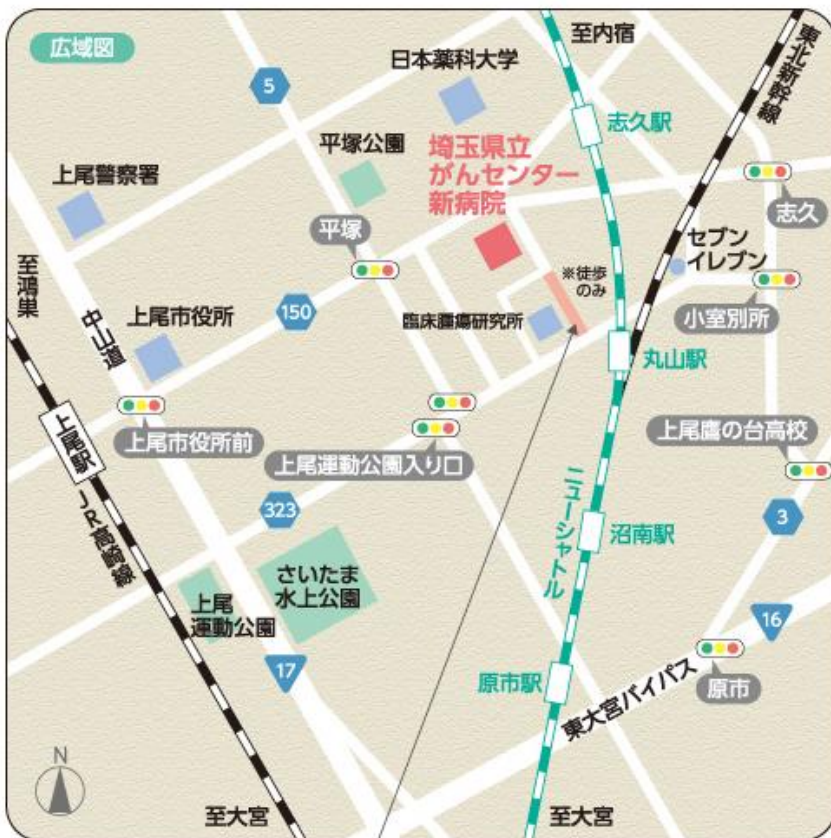 広域図
至内宿
東北新幹線
日本薬科大学
5
志久駅
平塚公園
埼玉県立
がんセンター
新病院
上尾警察署
志久
平塚
セブン
イレブン
至鴻巣
中山道
※徒歩
のみ
小室別所
150
上尾市役所
臨床腫瘍研究所
丸山駅
上尾駅
上尾市役所前
上尾運動公園入り口
上尾鷹の台高校
JR高崎線
323
ニューシャトル
沼南駅
3
さいたま
水上公園
上尾
運動公園
16
17
原市駅
原市
東大宮バイパス
N
至大宮
至大宮